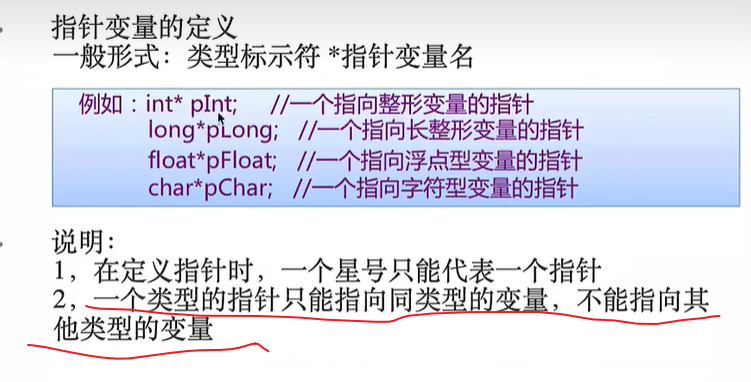 指针变量的定义
一般形式：类型标示符 *指针变量名
例如：int* pInt; //一个指向整形变量的指针
long*pLong; //一个指向长整形变量的指针
float*pFloat; //一个指向浮点型变量的指针
char*pChar; //一个指向字符型变量的指针
说明：
1，在定义指针时，一个星号只能代表一个指针
2，一个类型的指针只能指向同类型的变量，不能指向其
他类型的变量